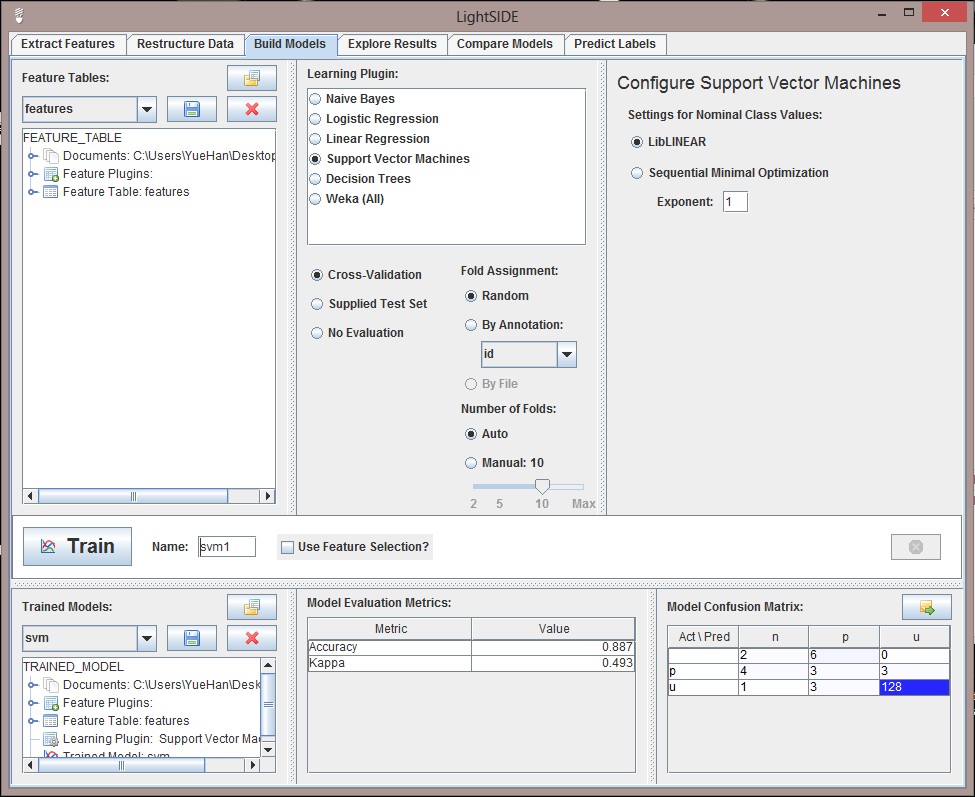 LightSIDE
Extract Features
Restructure Data
Build Models
Explore Results
Compare Models
Predict Labels
Feature Tables:
features
FEATURE_TABLE
Documents: C:\Users\YueHan\Desktop
Feature Plugins:
Feature Table: features
Learning Plugin:
Naive Bayes
Logistic Regression
Linear Regression
Support Vector Machines
Decision Trees
Weka (All)
Cross-Validation
Supplied Test Set
No Evaluation
Fold Assignment:
Random
By Annotation:
id
By File
Number of Folds:
Auto
Manual: 10
2 5 10 Max
Configure Support Vector Machines
Settings for Nominal Class Values:
LibLINEAR
Sequential Minimal Optimization
Exponent: 1
Train
Name: svm1
Use Feature Selection?
Trained Models:
svm
TRAINED_MODEL
Documents: C:\Users\YueHan\Desk
Feature Plugins:
Feature Table: features
Learning Plugin: Support Vector Ma
Trained Model: svm
Model Evaluation Metrics:
Metric Value
Accuracy 0.887
Kappa 0.493
Model Confusion Matrix:
Act \ Pred n p u
2 6 0
p 4 3 3
u 1 3 128